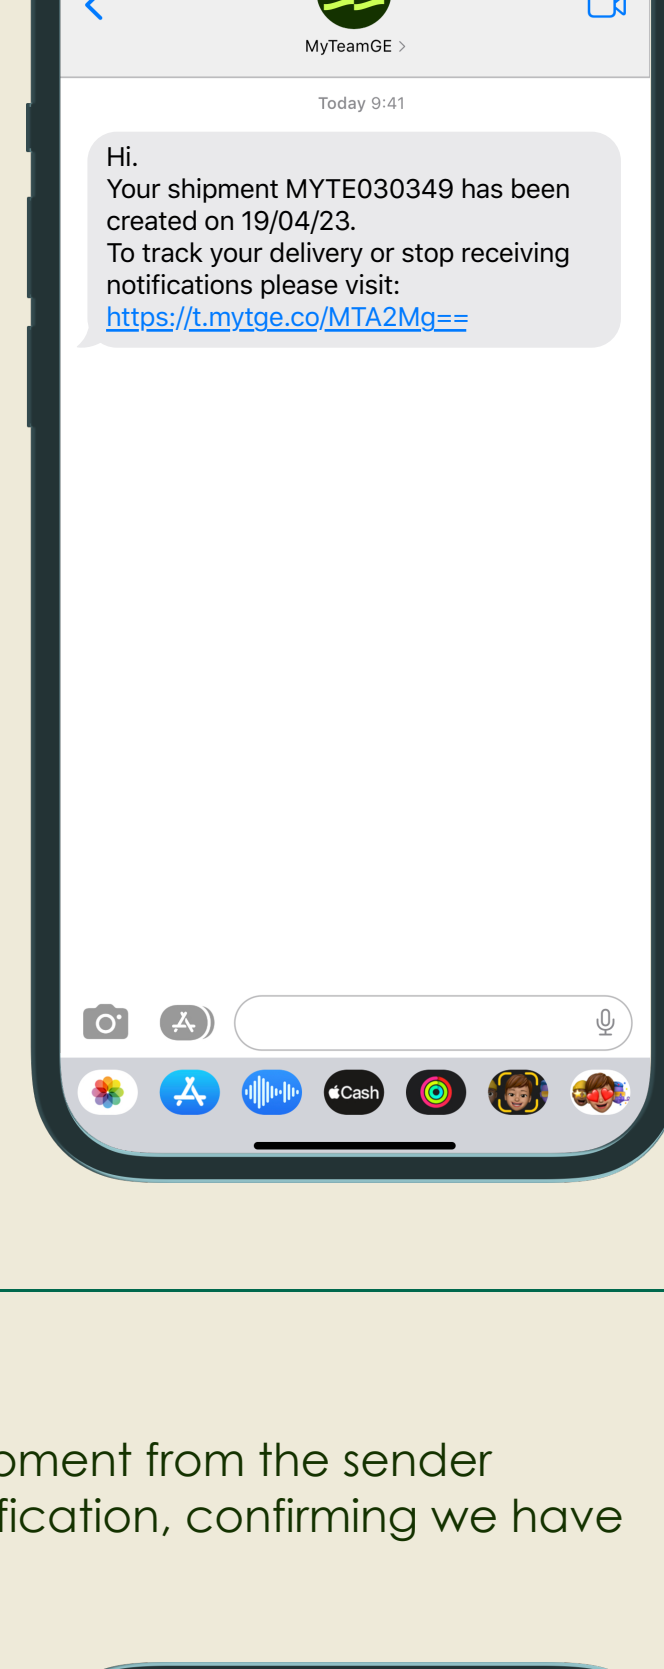 MyTeamGE >
Today 9:41
Hi.
Your shipment MYTE030349 has been
created on 19/04/23.
To track your delivery or stop receiving
notifications please visit:
https://t.mytge.co/MTA2Mg==
Cash
pment from the sender
fication, confirming we have